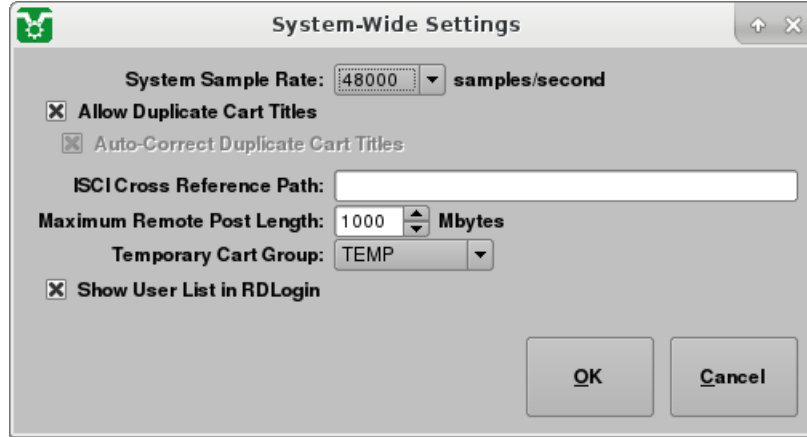 System-Wide Settings
System Sample Rate: 48000 samples/second
Allow Duplicate Cart Titles
Auto-Correct Duplicate Cart Titles
ISCI Cross Reference Path:
Maximum Remote Post Length: 1000 Mbytes
Temporary Cart Group: TEMP
Show User List in RDLogin
OK Cancel